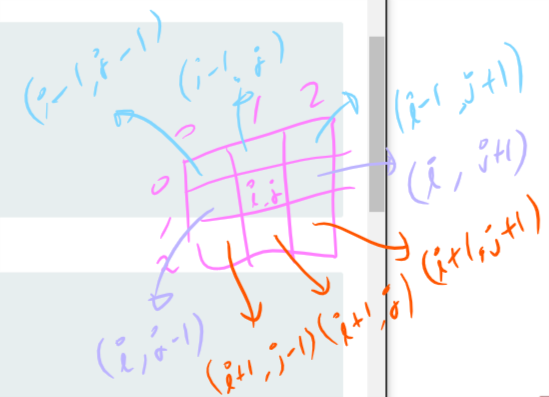 (i-1,j-1)
(i-1,j)
(i-1,j+1)
0 1 2
0
1
2
i,j
(i,j+1)
(i,j-1)
(i+1,j-1)
(i+1,j)
(i+1,j+1)